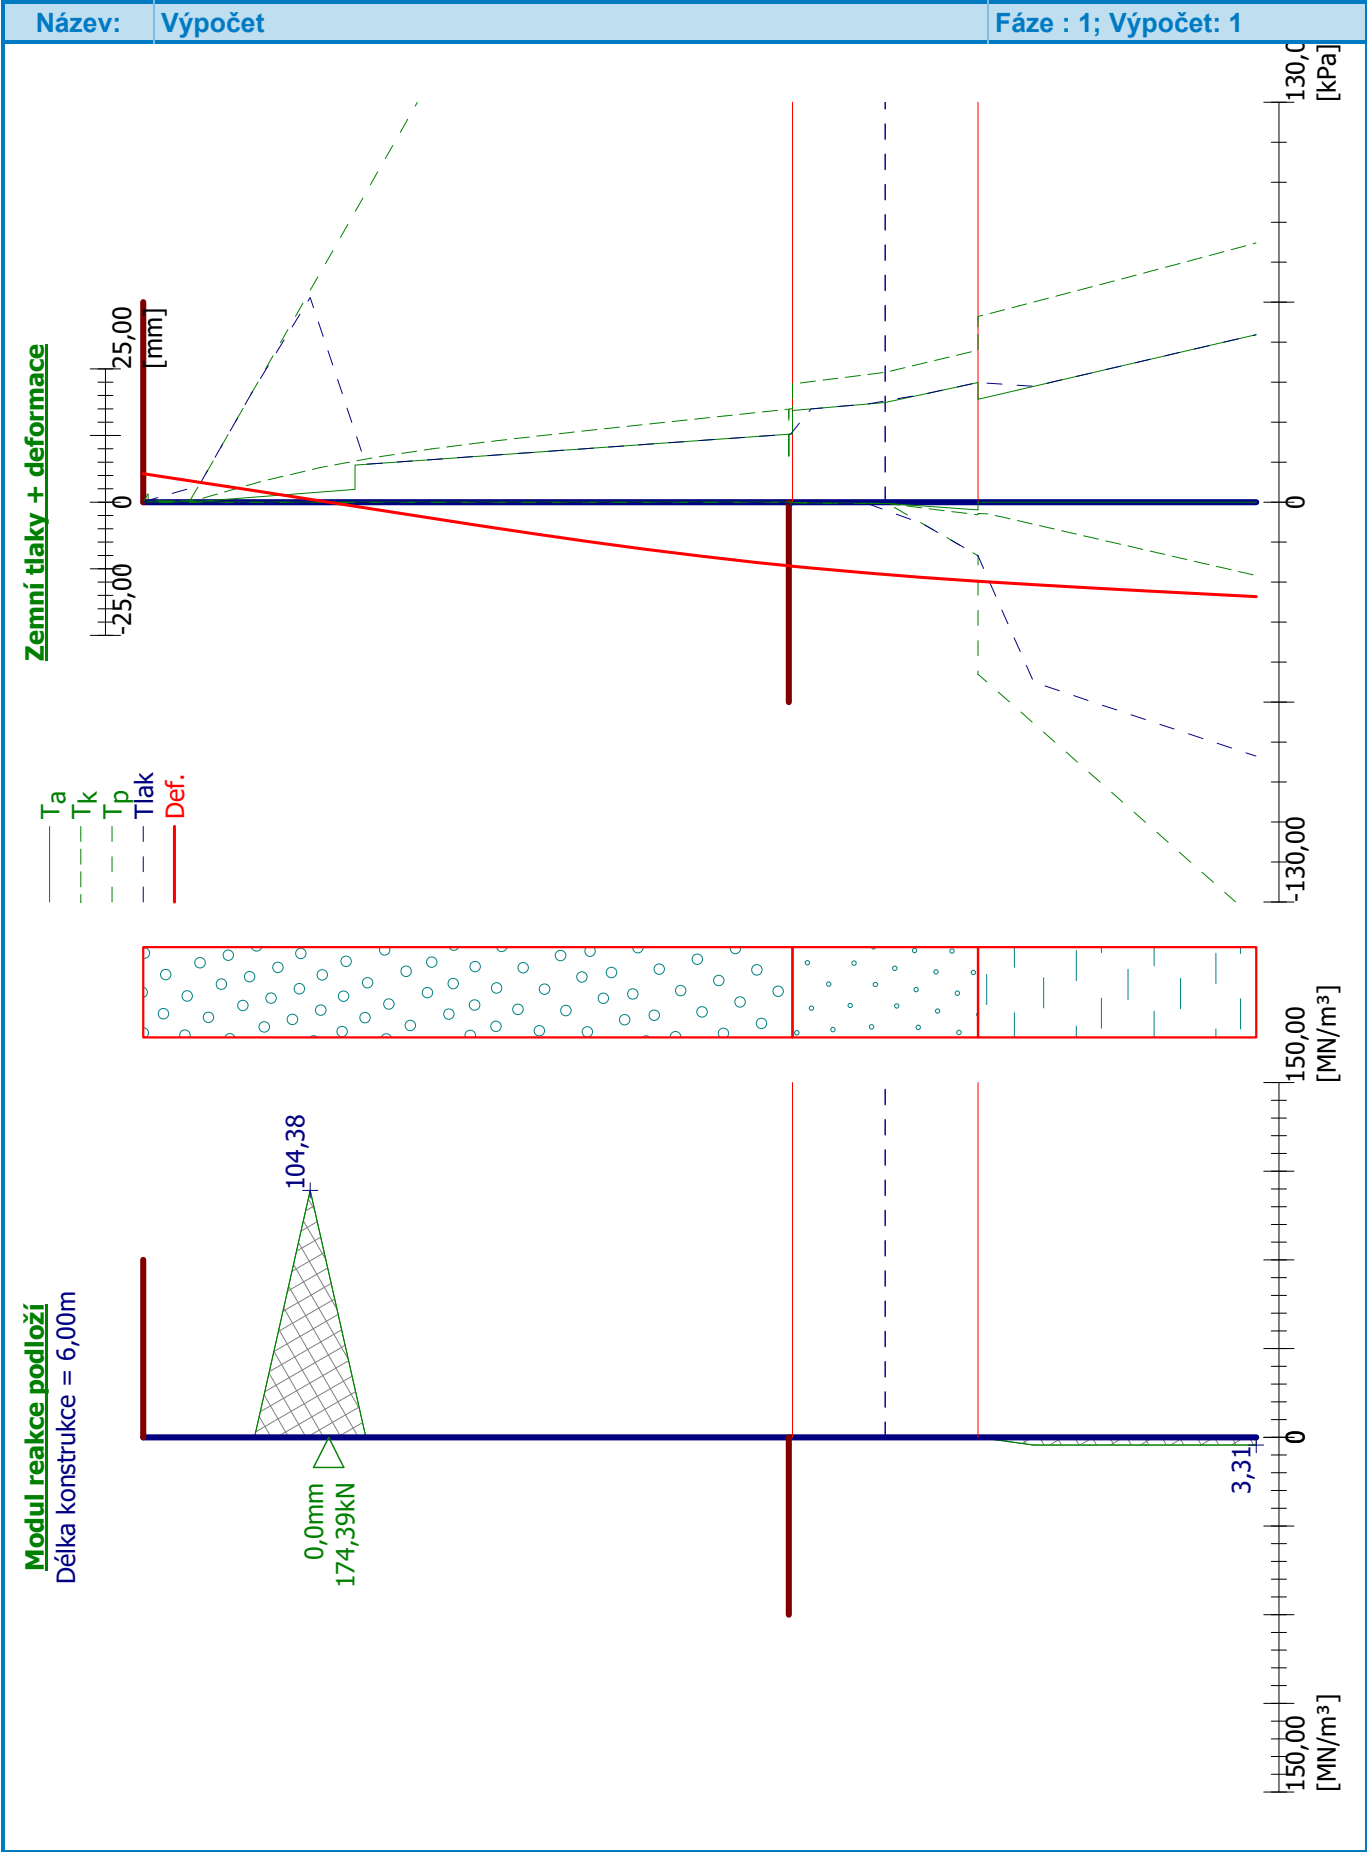 Název: Výpočet Fáze : 1; Výpočet: 1
Modul reakce podloží
Délka konstrukce = 6,00m
0,0mm
174,39kN
104,38
3,31
150,00
[MN/m³]
0
150,00
[MN/m³]
Zemní tlaky + deformace
Ta
Tk
Tp
Tlak
Def.
-25,00
0
25,00
[mm]
-130,00
0
130,0
[kPa]